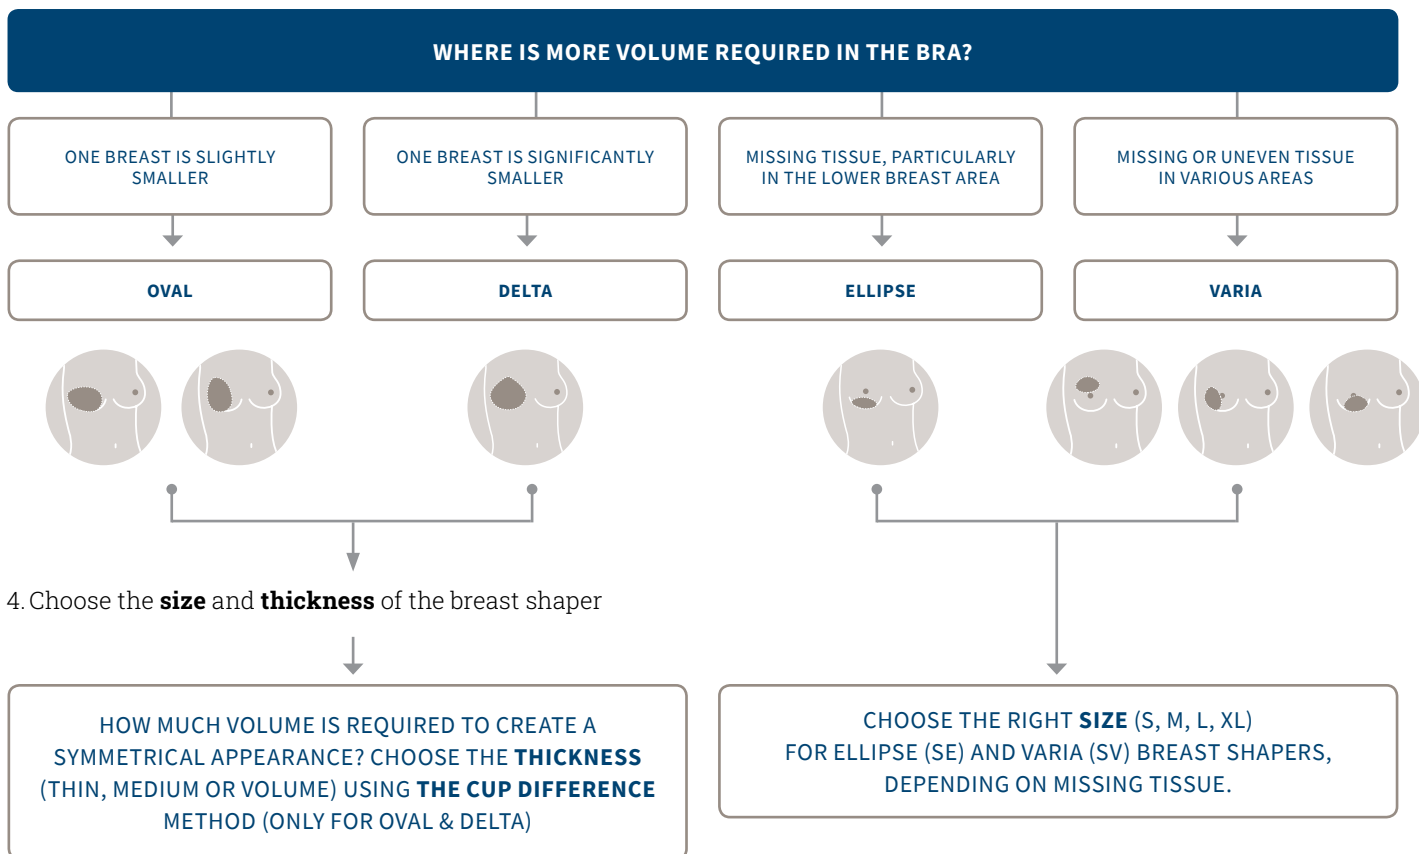 WHERE IS MORE VOLUME REQUIRED IN THE BRA?
ONE BREAST IS SLIGHTLY
SMALLER
ONE BREAST IS SIGNIFICANTLY
SMALLER
MISSING TISSUE, PARTICULARLY
IN THE LOWER BREAST AREA
MISSING OR UNEVEN TISSUE
IN VARIOUS AREAS
OVAL
DELTA
ELLIPSE
VARIA
4. Choose the size and thickness of the breast shaper
HOW MUCH VOLUME IS REQUIRED TO CREATE A
SYMMETRICAL APPEARANCE? CHOOSE THE THICKNESS
(THIN, MEDIUM OR VOLUME) USING THE CUP DIFFERENCE
METHOD (ONLY FOR OVAL & DELTA)
CHOOSE THE RIGHT SIZE (S, M, L, XL)
FOR ELLIPSE (SE) AND VARIA (SV) BREAST SHAPERS,
DEPENDING ON MISSING TISSUE.